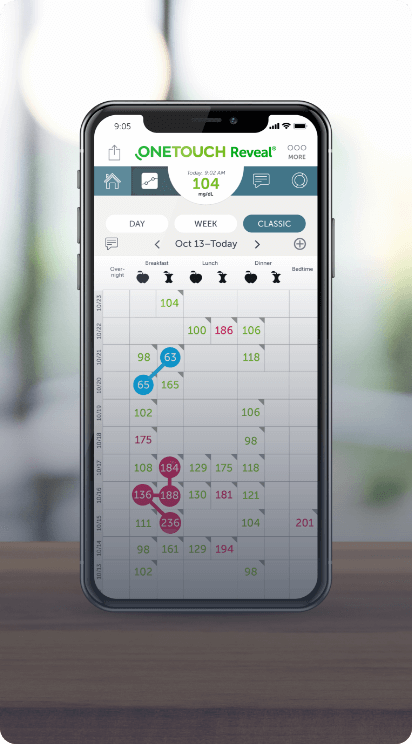 9:05
ONETOUCH Reveal®
MORE
Today, 9:02 AM
104
mg/dL
DAY WEEK CLASSIC
Oct 13–Today
Breakfast Lunch Dinner
Over-night Bedtime
10/23 104
10/22 100 186 106
10/21 98 63 118
10/20 65 165
10/19 102 106
10/18 175 98
10/17 108 184 129 175 118
10/16 136 188 130 181 121
10/15 111 236 104 201
10/14 98 161 129 194
10/13 102 98